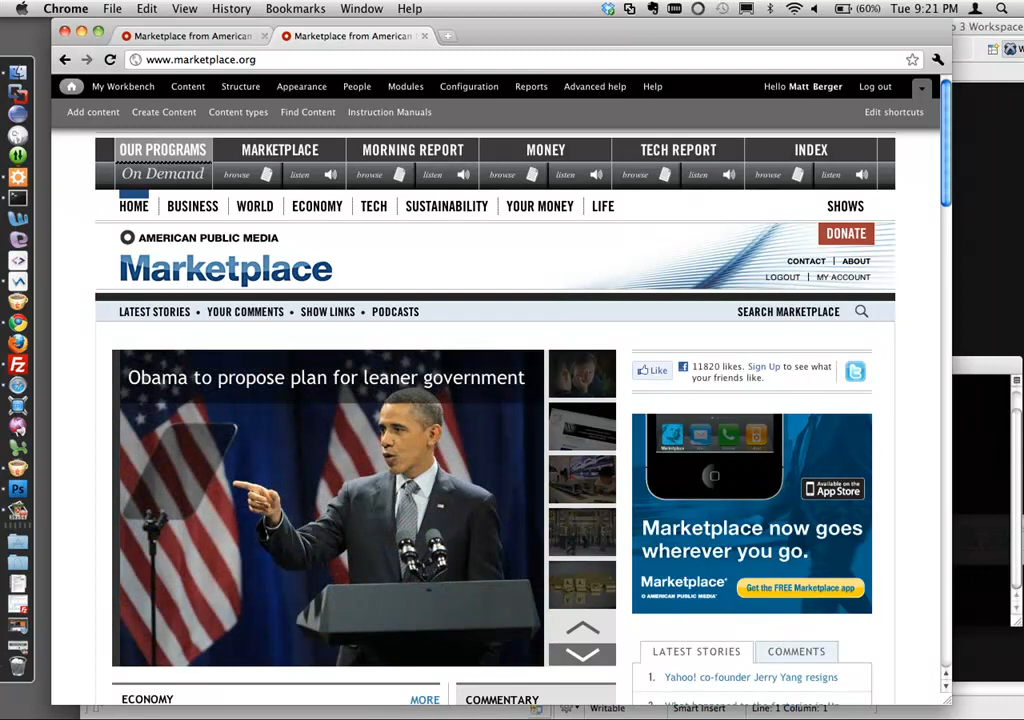 Chrome File Edit View History Bookmarks Window Help (60%) Tue 9:21 PM
Marketplace from American Marketplace from American
www.marketplace.org
My Workbench Content Structure Appearance People Modules Configuration Reports Advanced help Help Hello Matt Berger Log out
Add content Create Content Content types Find Content Instruction Manuals Edit shortcuts
OUR PROGRAMS MARKETPLACE MORNING REPORT MONEY TECH REPORT INDEX
On Demand browse listen browse listen browse listen browse listen browse listen
HOME BUSINESS WORLD ECONOMY TECH SUSTAINABILITY YOUR MONEY LIFE SHOWS
AMERICAN PUBLIC MEDIA
Marketplace
DONATE
CONTACT | ABOUT
LOGOUT | MY ACCOUNT
LATEST STORIES • YOUR COMMENTS • SHOW LINKS • PODCASTS SEARCH MARKETPLACE
Obama to propose plan for leaner government
Like 11820 likes. Sign Up to see what
your friends like.
Available on the
App Store
Marketplace now goes
wherever you go.
Marketplace
AMERICAN PUBLIC MEDIA
Get the FREE Marketplace app
LATEST STORIES COMMENTS
1. Yahoo! co-founder Jerry Yang resigns
ECONOMY MORE COMMENTARY
3 Workspace
Writable Smart Insert Line: 1 Column: 1